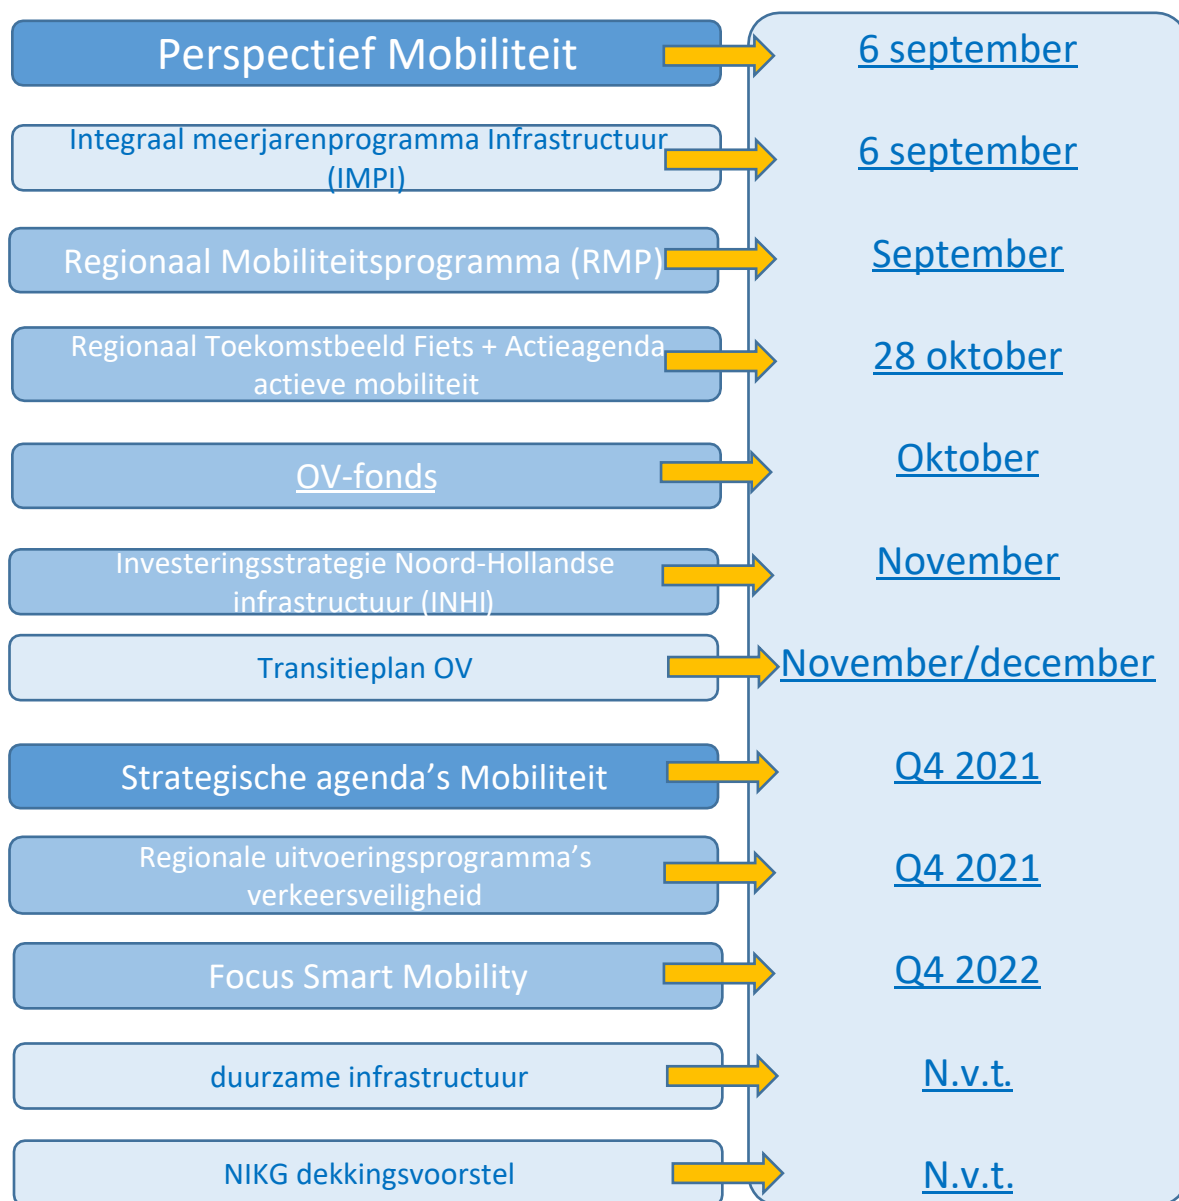 Perspectief Mobiliteit
6 september
Integraal meerjarenprogramma Infrastructuur
(IMPI)
6 september
Regionaal Mobiliteitsprogramma (RMP)
September
Regionaal Toekomstbeeld Fiets + Actieagenda
actieve mobiliteit
28 oktober
OV-fonds
Oktober
Investeringsstrategie Noord-Hollandse
infrastructuur (INHI)
November
Transitieplan OV
November/december
Strategische agenda’s Mobiliteit
Q4 2021
Regionale uitvoeringsprogramma’s
verkeersveiligheid
Q4 2021
Focus Smart Mobility
Q4 2022
duurzame infrastructuur
N.v.t.
NIKG dekkingsvoorstel
N.v.t.